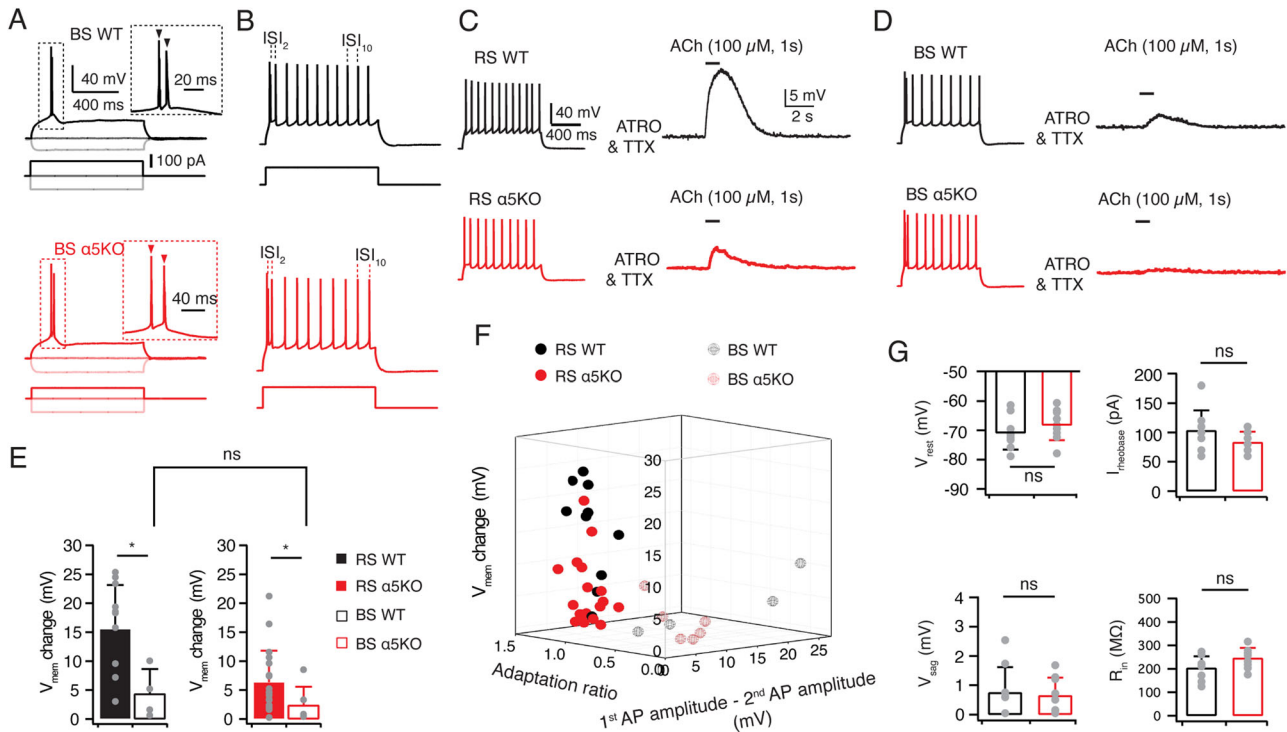 A
BS WT
40 mV
400 ms
20 ms
100 pA
BS α5KO
40 ms
B
ISI2
ISI10
ISI2
ISI10
C
RS WT
40 mV
400 ms
ACh (100 µM, 1s)
ATRO
& TTX
5 mV
2 s
RS α5KO
ACh (100 µM, 1s)
ATRO
& TTX
D
BS WT
ACh (100 µM, 1s)
ATRO
& TTX
BS α5KO
ACh (100 µM, 1s)
ATRO
& TTX
E
ns
Vmem change (mV)
30
25
20
15
10
5
0
*
Vmem change (mV)
30
25
20
15
10
5
0
*
RS WT
RS α5KO
BS WT
BS α5KO
F
RS WT
BS WT
RS α5KO
BS α5KO
Vmem change (mV)
30
25
20
15
10
5
0
1.5
1.0
0.5
0.0
Adaptation ratio
0
5
10
15
20
25
1st AP amplitude - 2nd AP amplitude
(mV)
G
Vrest (mV)
-50
-60
-70
-80
-90
ns
Irheobase (pA)
200
150
100
50
0
ns
Vsag (mV)
4
3
2
1
0
ns
Rin (MΩ)
500
400
300
200
100
0
ns